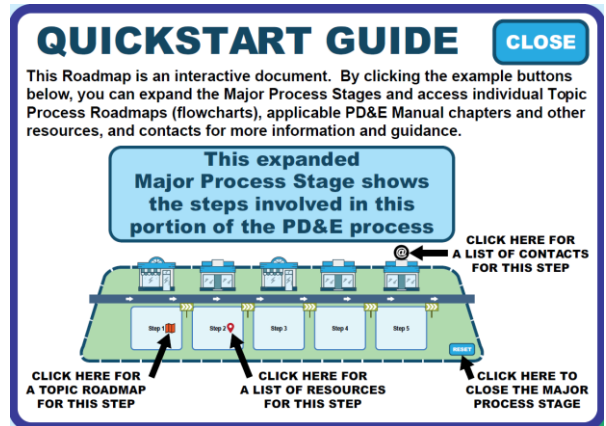 QUICKSTART GUIDE
CLOSE
This Roadmap is an interactive document.  By clicking the example buttons
below, you can expand the Major Process Stages and access individual Topic
Process Roadmaps (flowcharts), applicable PD&E Manual chapters and other
resources, and contacts for more information and guidance.
This expanded
Major Process Stage shows
the steps involved in this
portion of the PD&E process
@
CLICK HERE FOR
A LIST OF CONTACTS
FOR THIS STEP
Step 1
Step 2
Step 3
Step 4
Step 5
RESET
CLICK HERE FOR
A TOPIC ROADMAP
FOR THIS STEP
CLICK HERE FOR
A LIST OF RESOURCES
FOR THIS STEP
CLICK HERE TO
CLOSE THE MAJOR
PROCESS STAGE